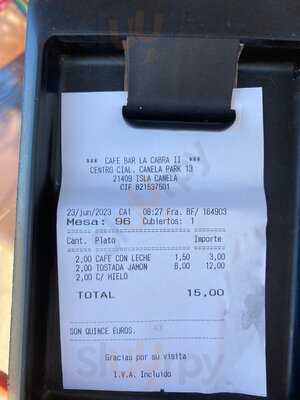 *** CAFE BAR LA CABRA II ***
CENTRO CIAL. CANELA PARK 13
21409 ISLA CANELA
CIF B21537501
23/jun/2023 CA1 08:27 Fra. BF/ 164903
Mesa: 96 Cubiertos: 1
Cant. Plato Importe
2,00 CAFE CON LECHE 1,50 3,00
2,00 TOSTADA JAMON 6,00 12,00
2,00 C/ HIELO
TOTAL 15,00
SON QUINCE EUROS.
Gracias por su visita
I.V.A. Incluido